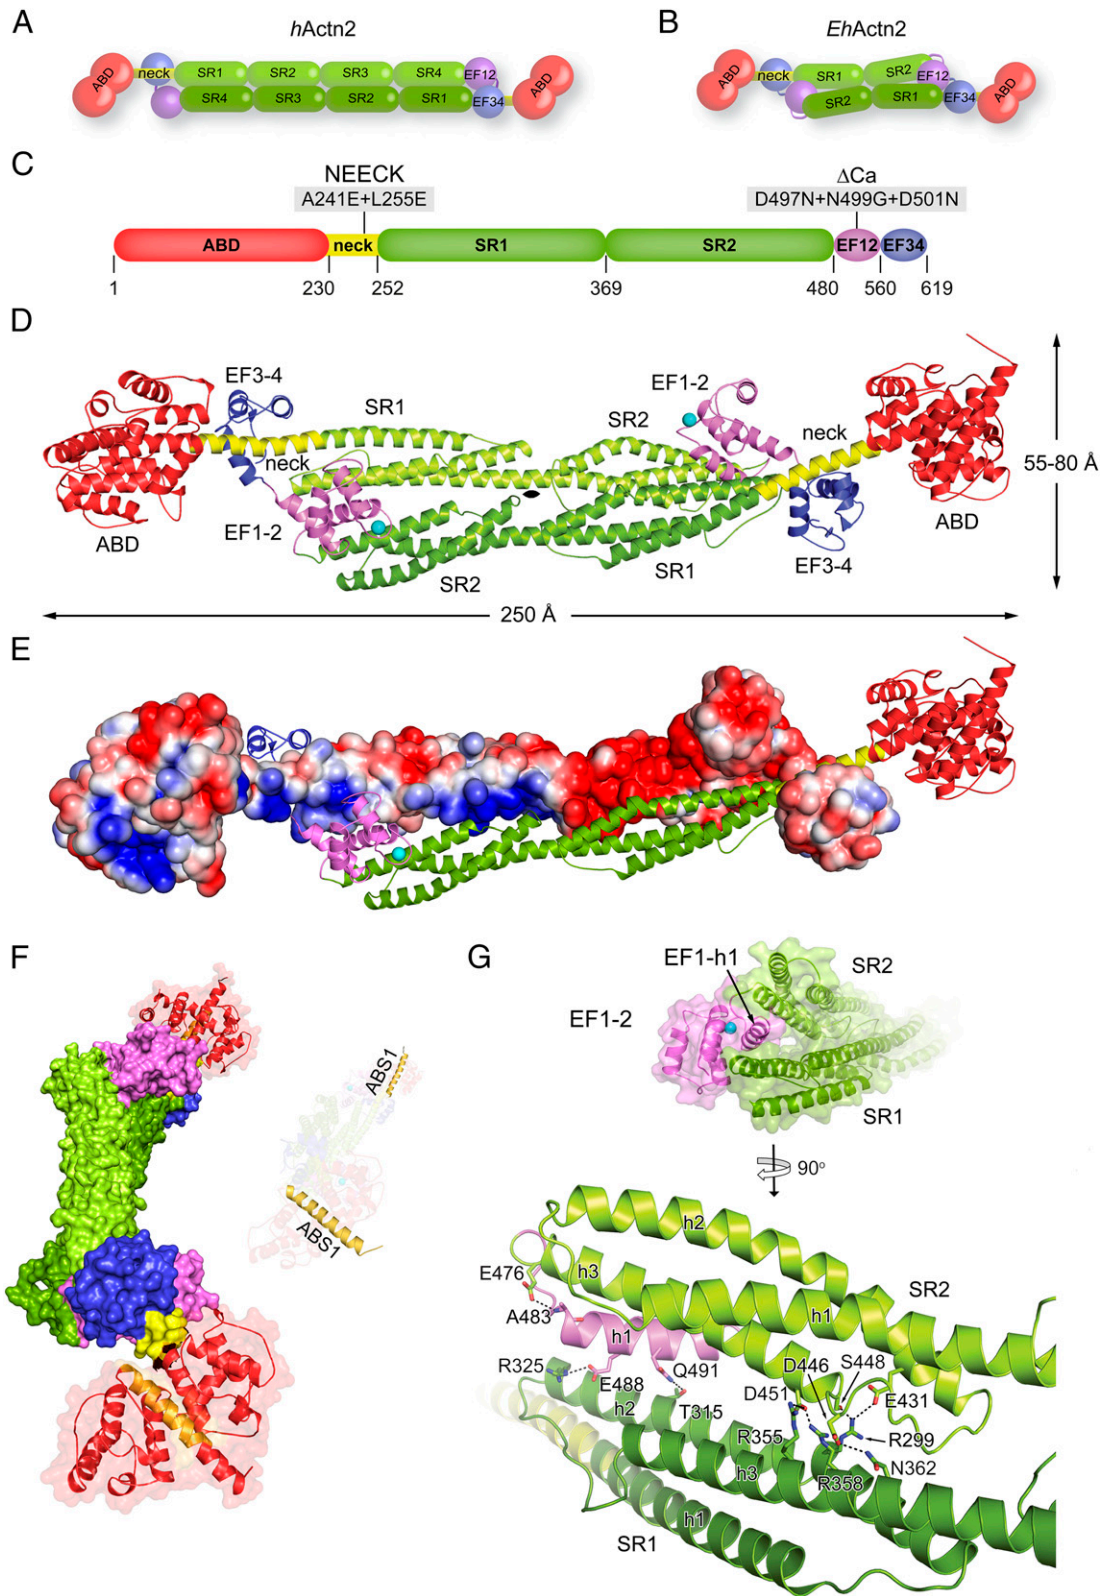 A
hActn2
ABD
neck
SR1
SR2
SR3
SR4
EF12
ABD
SR4
SR3
SR2
SR1
EF34
B
EhActn2
ABD
neck
SR1
SR2
EF12
ABD
SR2
SR1
EF34
C
NEECK
A241E+L255E
ΔCa
D497N+N499G+D501N
ABD
neck
SR1
SR2
EF12
EF34
1
230
252
369
480
560
619
D
EF3-4
SR1
SR2
EF1-2
neck
neck
55-80 Å
ABD
EF1-2
SR2
SR1
EF3-4
ABD
250 Å
E
F
ABS1
ABS1
G
EF1-h1
SR2
EF1-2
SR1
90°
h2
E476
h3
SR2
A483
h1
h1
R325
E488
Q491
D446
S448
h2
T315
D451
E431
R355
R299
h3
R358
N362
h1
SR1